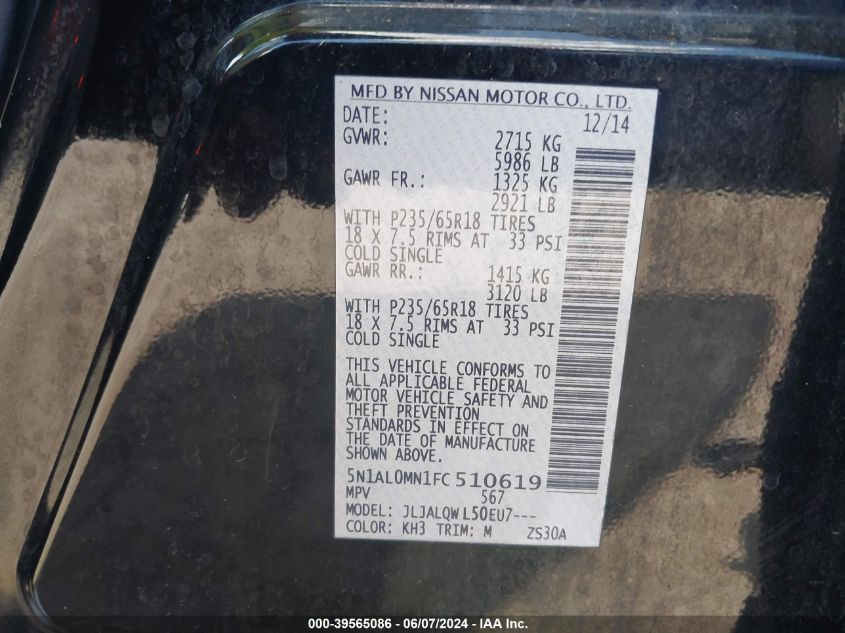 MFD BY NISSAN MOTOR CO., LTD.
DATE: 12/14
GVWR: 2715 KG
5986 LB
GAWR FR.: 1325 KG
2921 LB
WITH P235/65R18 TIRES
18 X 7.5 RIMS AT 33 PSI
COLD SINGLE
GAWR RR.: 1415 KG
3120 LB
WITH P235/65R18 TIRES
18 X 7.5 RIMS AT 33 PSI
COLD SINGLE
THIS VEHICLE CONFORMS TO
ALL APPLICABLE FEDERAL
MOTOR VEHICLE SAFETY AND
THEFT PREVENTION
STANDARDS IN EFFECT ON
THE DATE OF MANUFACTURE
SHOWN ABOVE.
5N1AL0MN1FC510619
MPV 567
MODEL: JLJALQWL50EU7---
COLOR: KH3 TRIM: M ZS30A
000-39565086 - 06/07/2024 - IAA Inc.